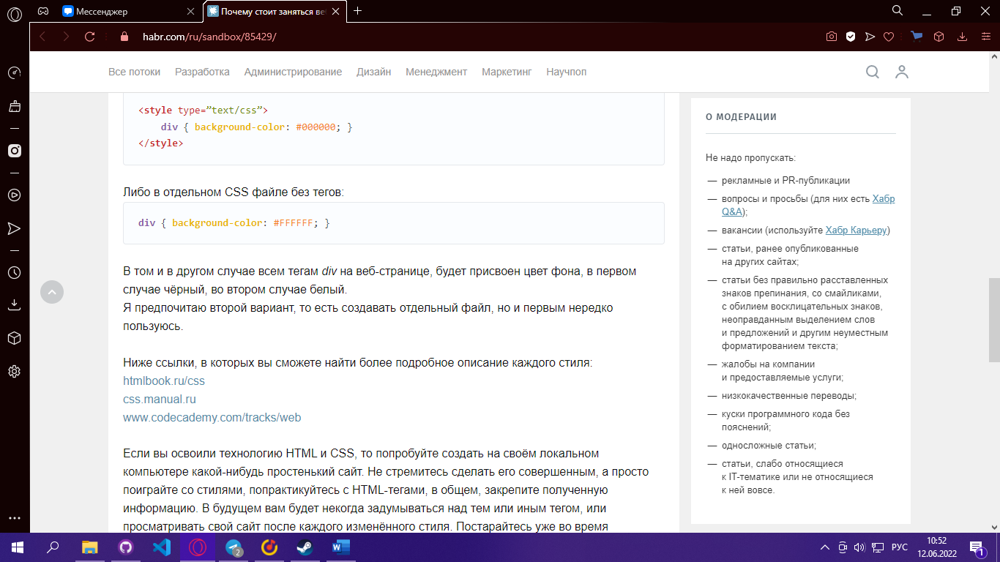 Мессенджер
Почему стоит заняться ве
habr.com/ru/sandbox/85429/
Все потоки Разработка Администрирование Дизайн Менеджмент Маркетинг Научпоп
<style type=”text/css”>
div { background-color: #000000; }
</style>
Либо в отдельном CSS файле без тегов:
div { background-color: #FFFFFF; }
В том и в другом случае всем тегам div на веб-странице, будет присвоен цвет фона, в первом
случае чёрный, во втором случае белый.
Я предпочитаю второй вариант, то есть создавать отдельный файл, но и первым нередко
пользуюсь.
Ниже ссылки, в которых вы сможете найти более подробное описание каждого стиля:
htmlbook.ru/css
css.manual.ru
www.codecademy.com/tracks/web
Если вы освоили технологию HTML и CSS, то попробуйте создать на своём локальном
компьютере какой-нибудь простенький сайт. Не стремитесь сделать его совершенным, а просто
поиграйте со стилями, попрактикуйтесь с HTML-тегами, в общем, закрепите полученную
информацию. В будущем вам будет некогда задумываться над тем или иным тегом, или
просматривать свой сайт после каждого изменённого стиля. Постарайтесь уже во время
О МОДЕРАЦИИ
Не надо пропускать:
— рекламные и PR-публикации
— вопросы и просьбы (для них есть Хабр
Q&A);
— вакансии (используйте Хабр Карьеру)
— статьи, ранее опубликованные
на других сайтах;
— статьи без правильно расставленных
знаков препинания, со смайликами,
с обилием восклицательных знаков,
неоправданным выделением слов
и предложений и другим неуместным
форматированием текста;
— жалобы на компании
и предоставляемые услуги;
— низкокачественные переводы;
— куски программного кода без
пояснений;
— односложные статьи;
— статьи, слабо относящиеся
к IT-тематике или не относящиеся
к ней вовсе.
2
РУС
10:52
12.06.2022
1